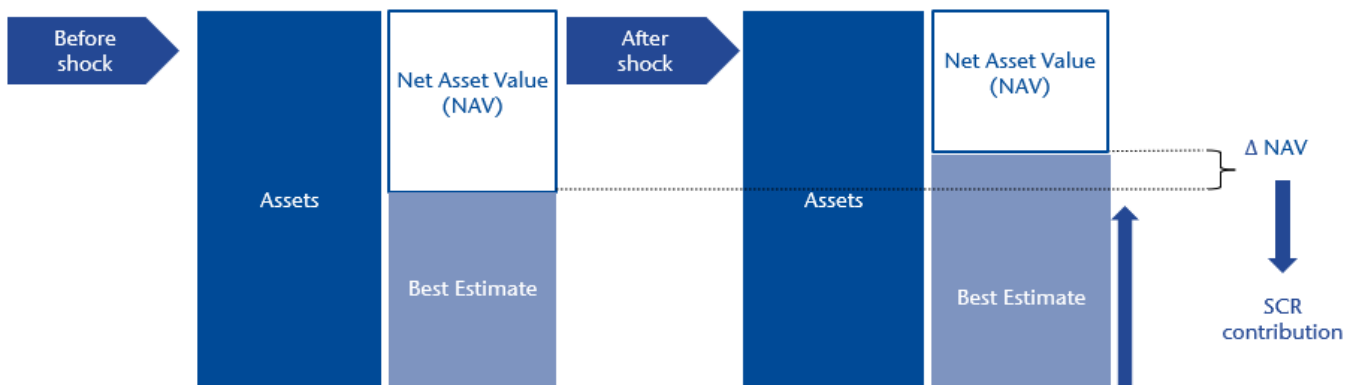 Before
shock
Assets
Net Asset Value
(NAV)
Best Estimate
After
shock
Assets
Net Asset Value
(NAV)
Best Estimate
Δ NAV
SCR
contribution